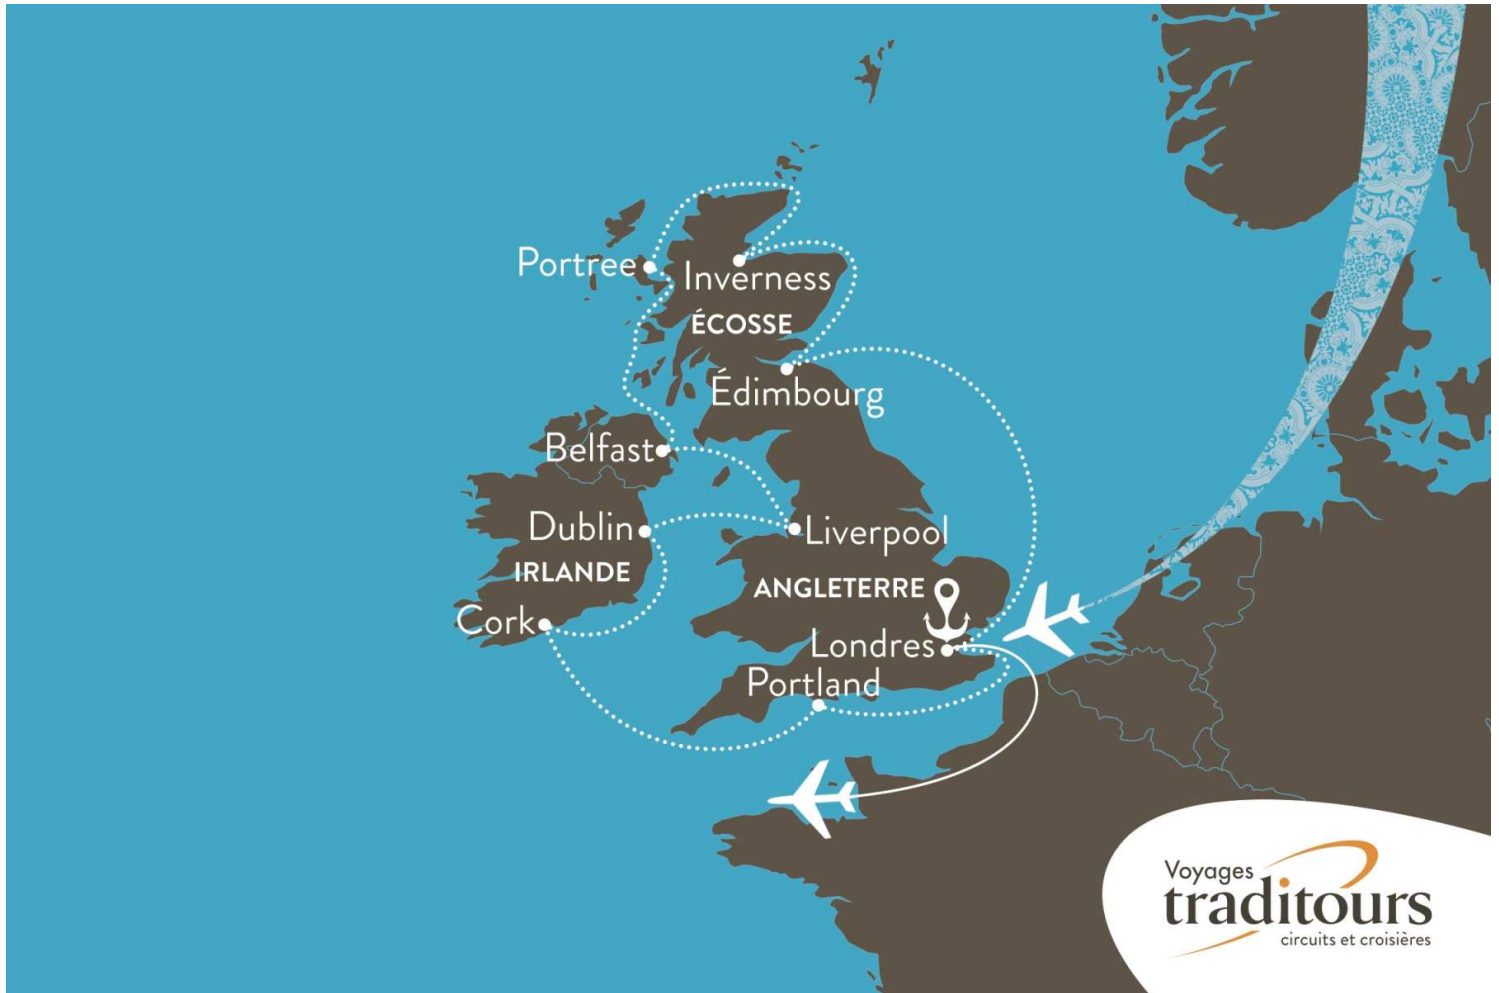 Portree
Inverness
ÉCOSSE
Édimbourg
Belfast
Dublin
Liverpool
IRLANDE
ANGLETERRE
Cork
Londres
Portland
Voyages
traditours
circuits et croisières